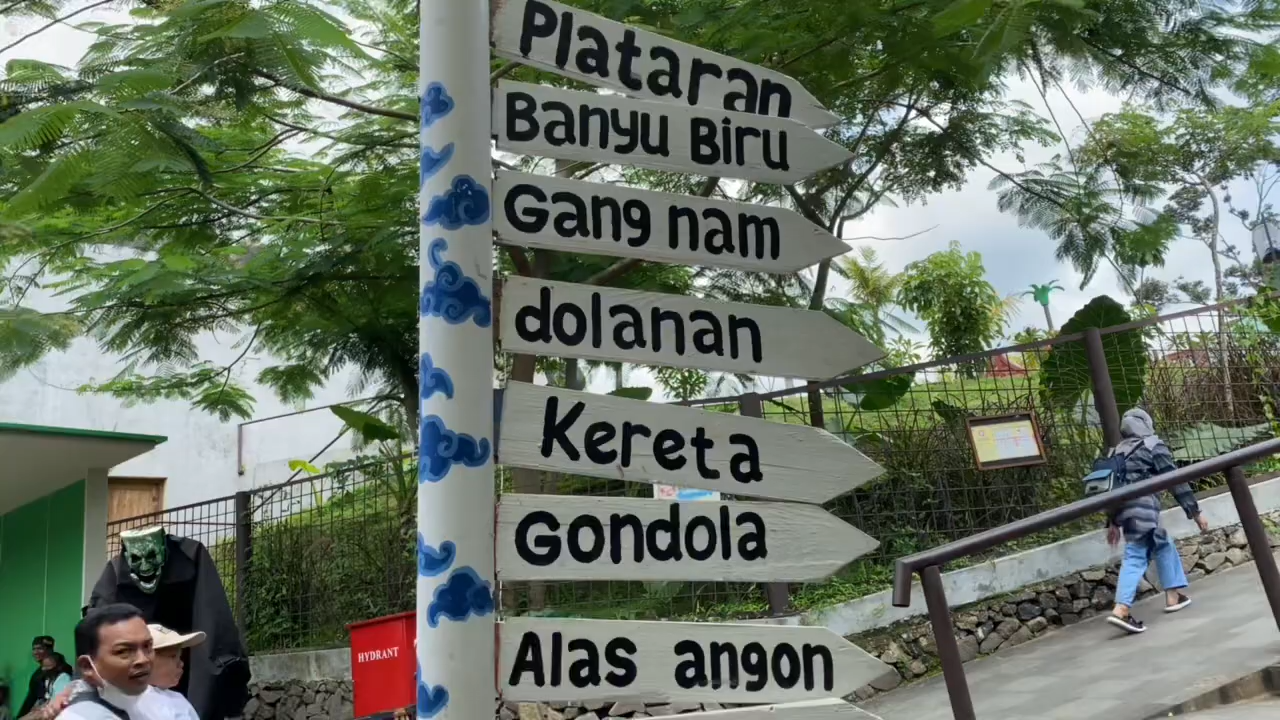 Plataran
Banyu Biru
Gang nam
dolanan
Kereta
Gondola
Alas angon
HYDRANT